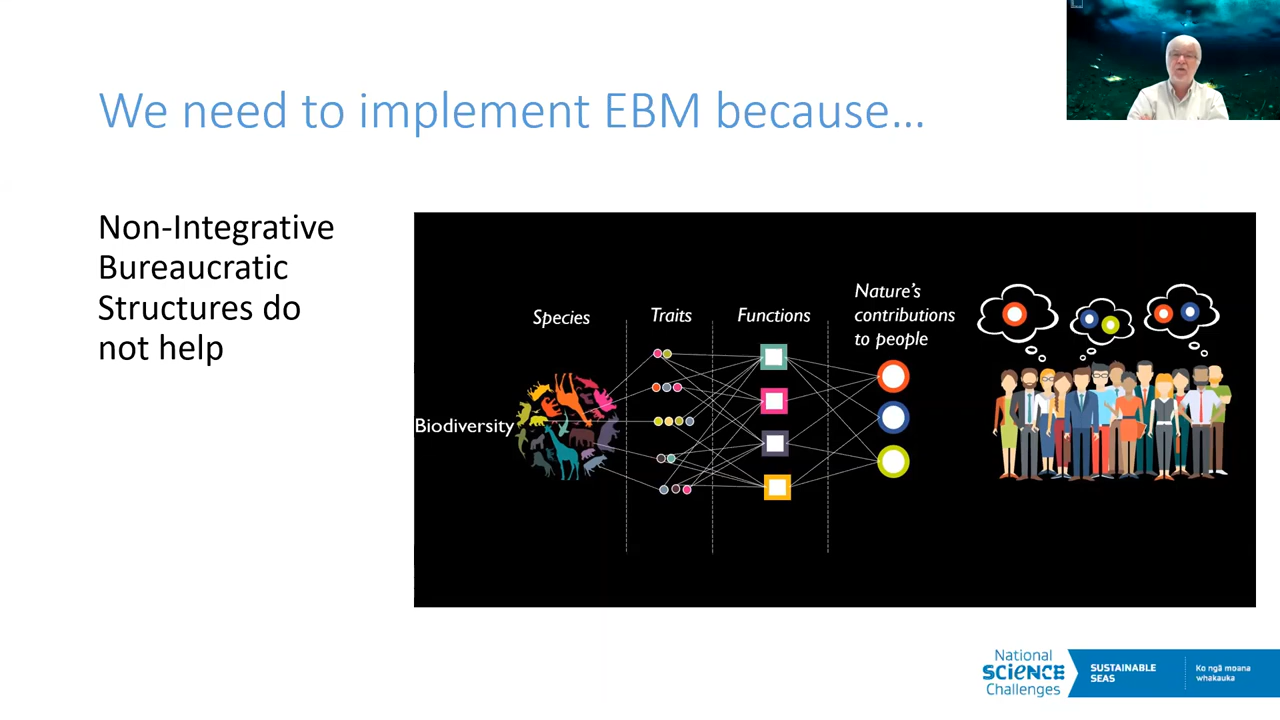 We need to implement EBM because…
Non-Integrative
Bureaucratic
Structures do
not help
Biodiversity
Species
Traits
Functions
Nature's
contributions
to people
National
SCIENCE
Challenges
SUSTAINABLE
SEAS
Ko ngā moana
whakauka